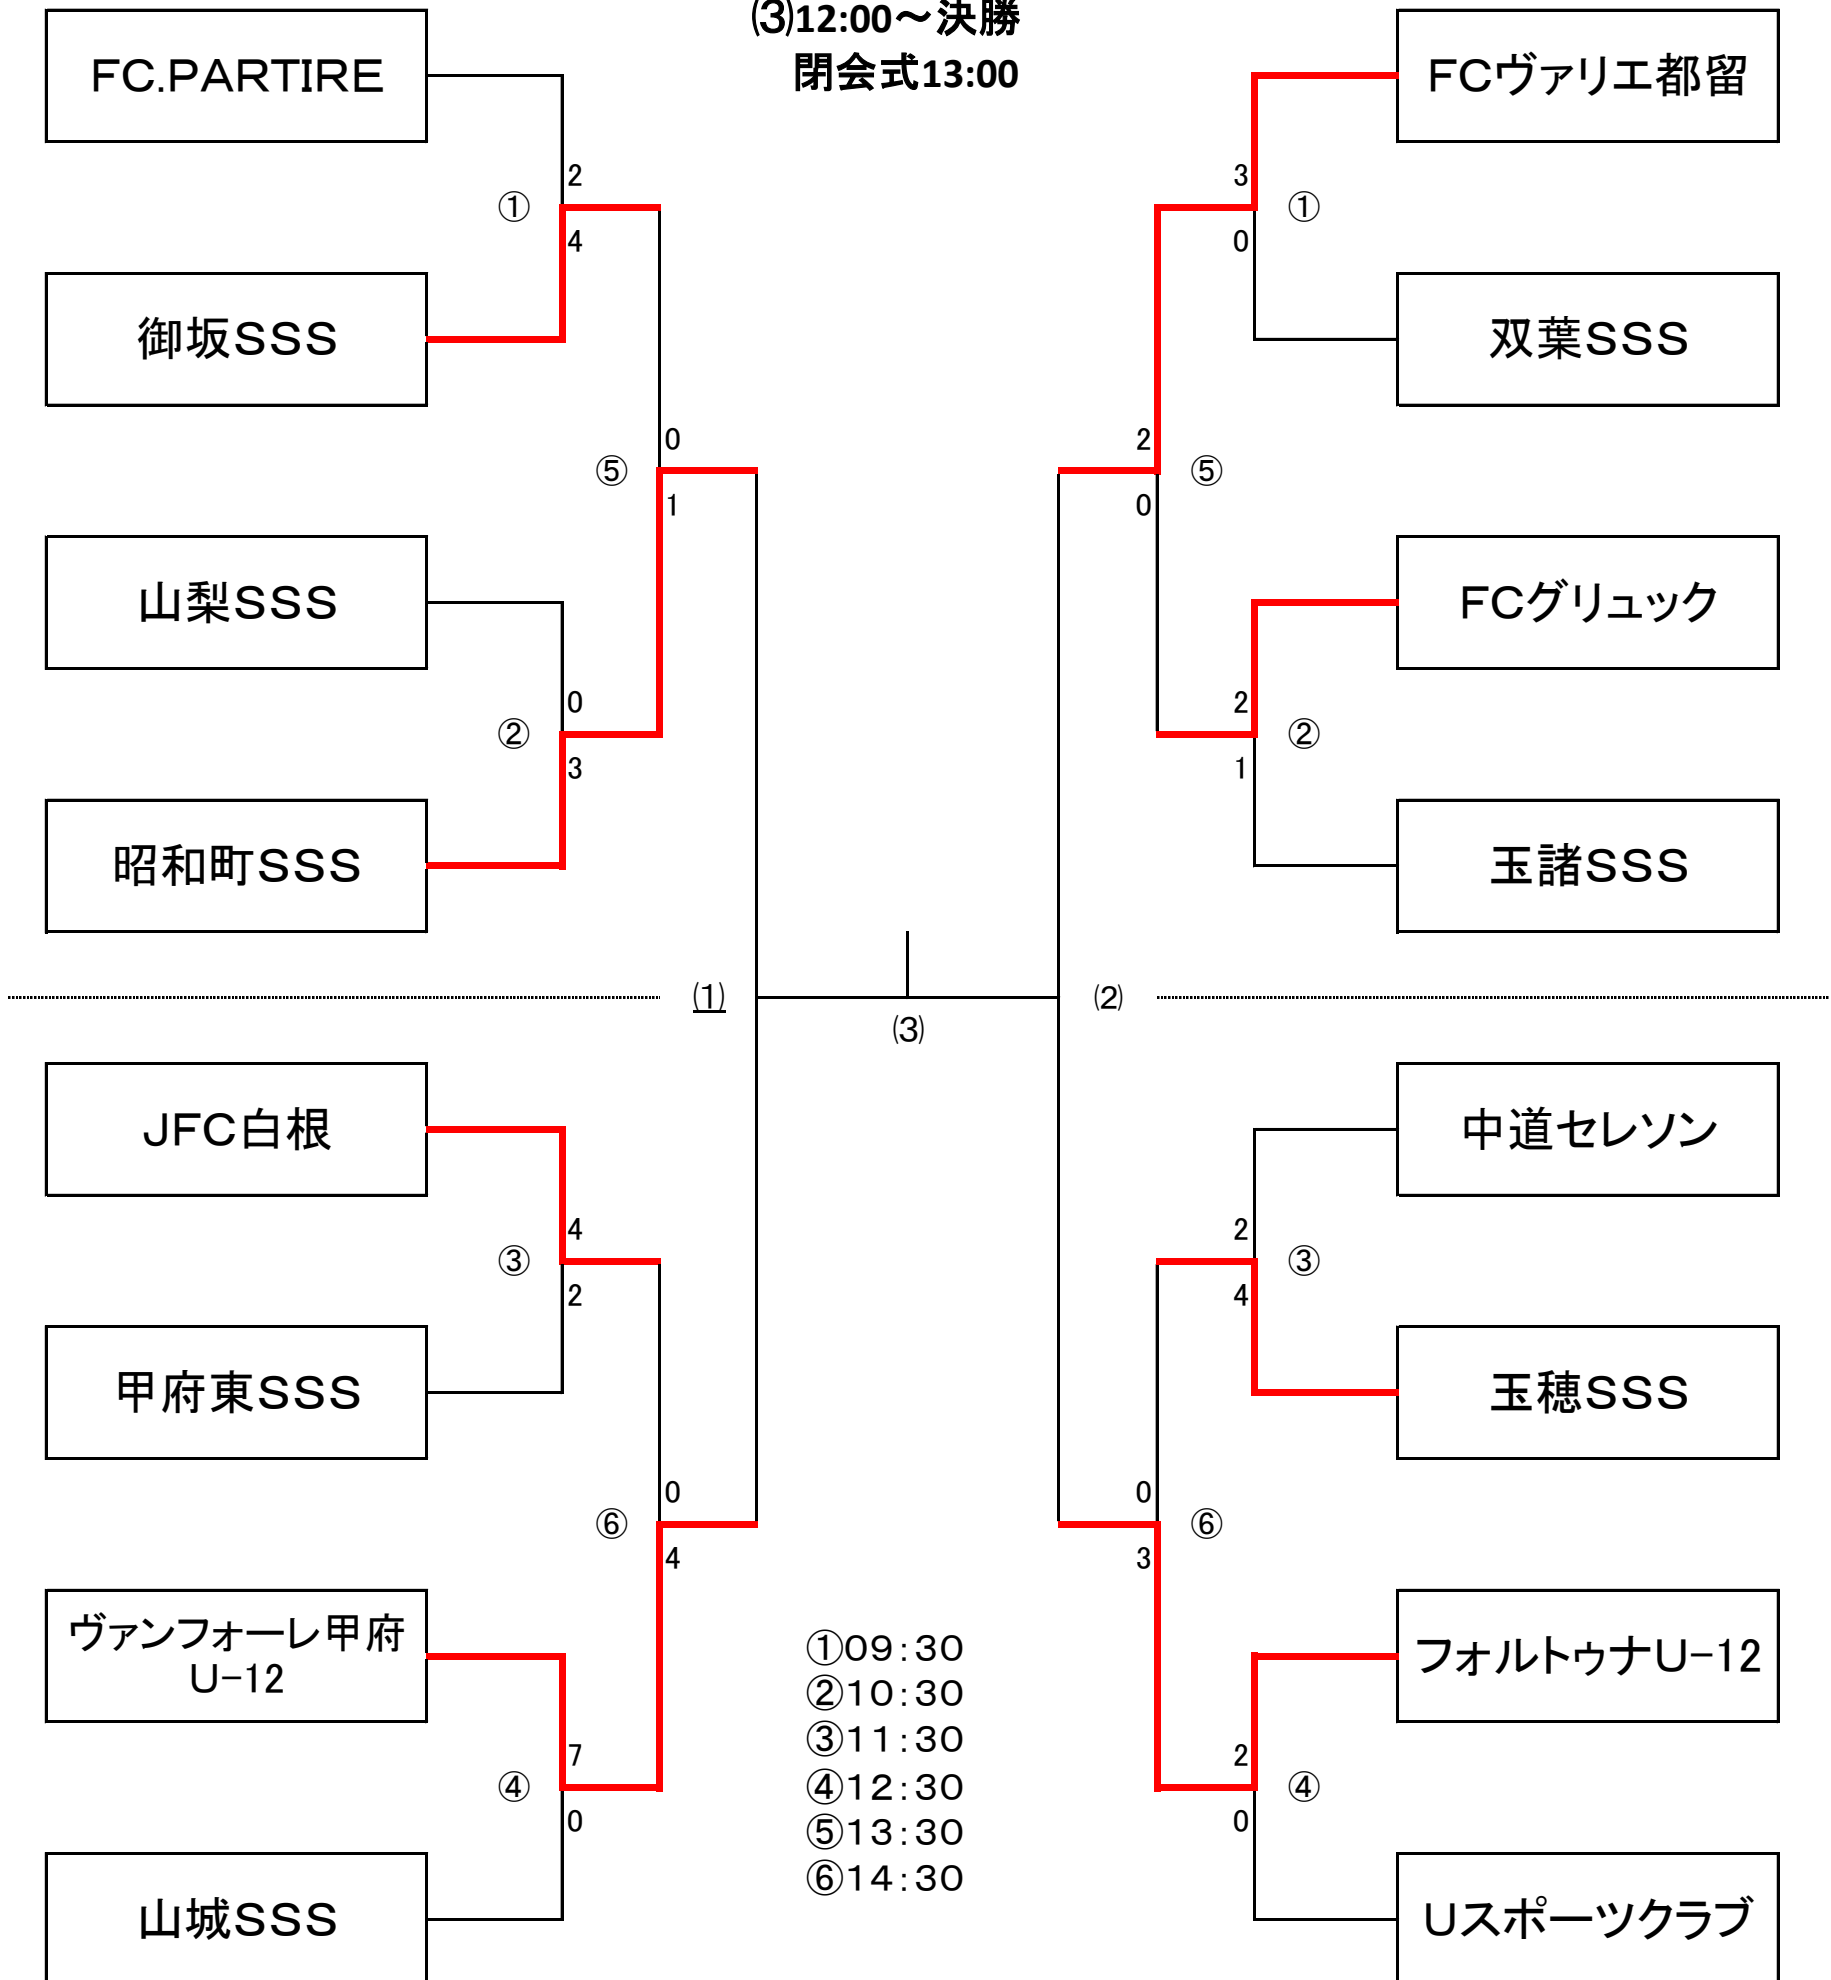 ⑶12:00～決勝
閉会式13:00
FC.PARTIRE
FCヴァリエ都留
2
3
①
①
4
0
御坂SSS
双葉SSS
0
2
⑤
⑤
1
0
山梨SSS
FCグリュック
0
2
②
②
3
1
昭和町SSS
玉諸SSS
⑴
⑵
⑶
JFC白根
中道セレソン
4
2
③
③
2
4
甲府東SSS
玉穂SSS
0
0
⑥
⑥
4
3
ヴァンフォーレ甲府
U-12
フォルトゥナU-12
①09:30
②10:30
③11:30
④12:30
⑤13:30
⑥14:30
7
2
④
④
0
0
山城SSS
Uスポーツクラブ